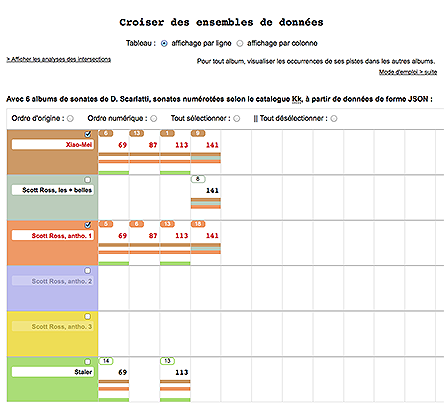 Croiser des ensembles de données
Tableau : affichage par ligne affichage par colonne
> Afficher les analyses des intersections
Pour tout album, visualiser les occurrences de ses pistes dans les autres albums.
Mode d'emploi > suite
Avec 6 albums de sonates de D. Scarlatti, sonates numérotées selon le catalogue Kk, à partir de données de forme JSON :
Ordre d'origine : Ordre numérique : Tout sélectionner : || Tout désélectionner :
6 13 1 9
Xiao-Mei 69 87 113 141
8
Scott Ross, les + belles 141
6 13
Scott Ross, antho. 1 69 87 113 141
Scott Ross, antho. 2
Scott Ross, antho. 3
14 13
Staier 69 113